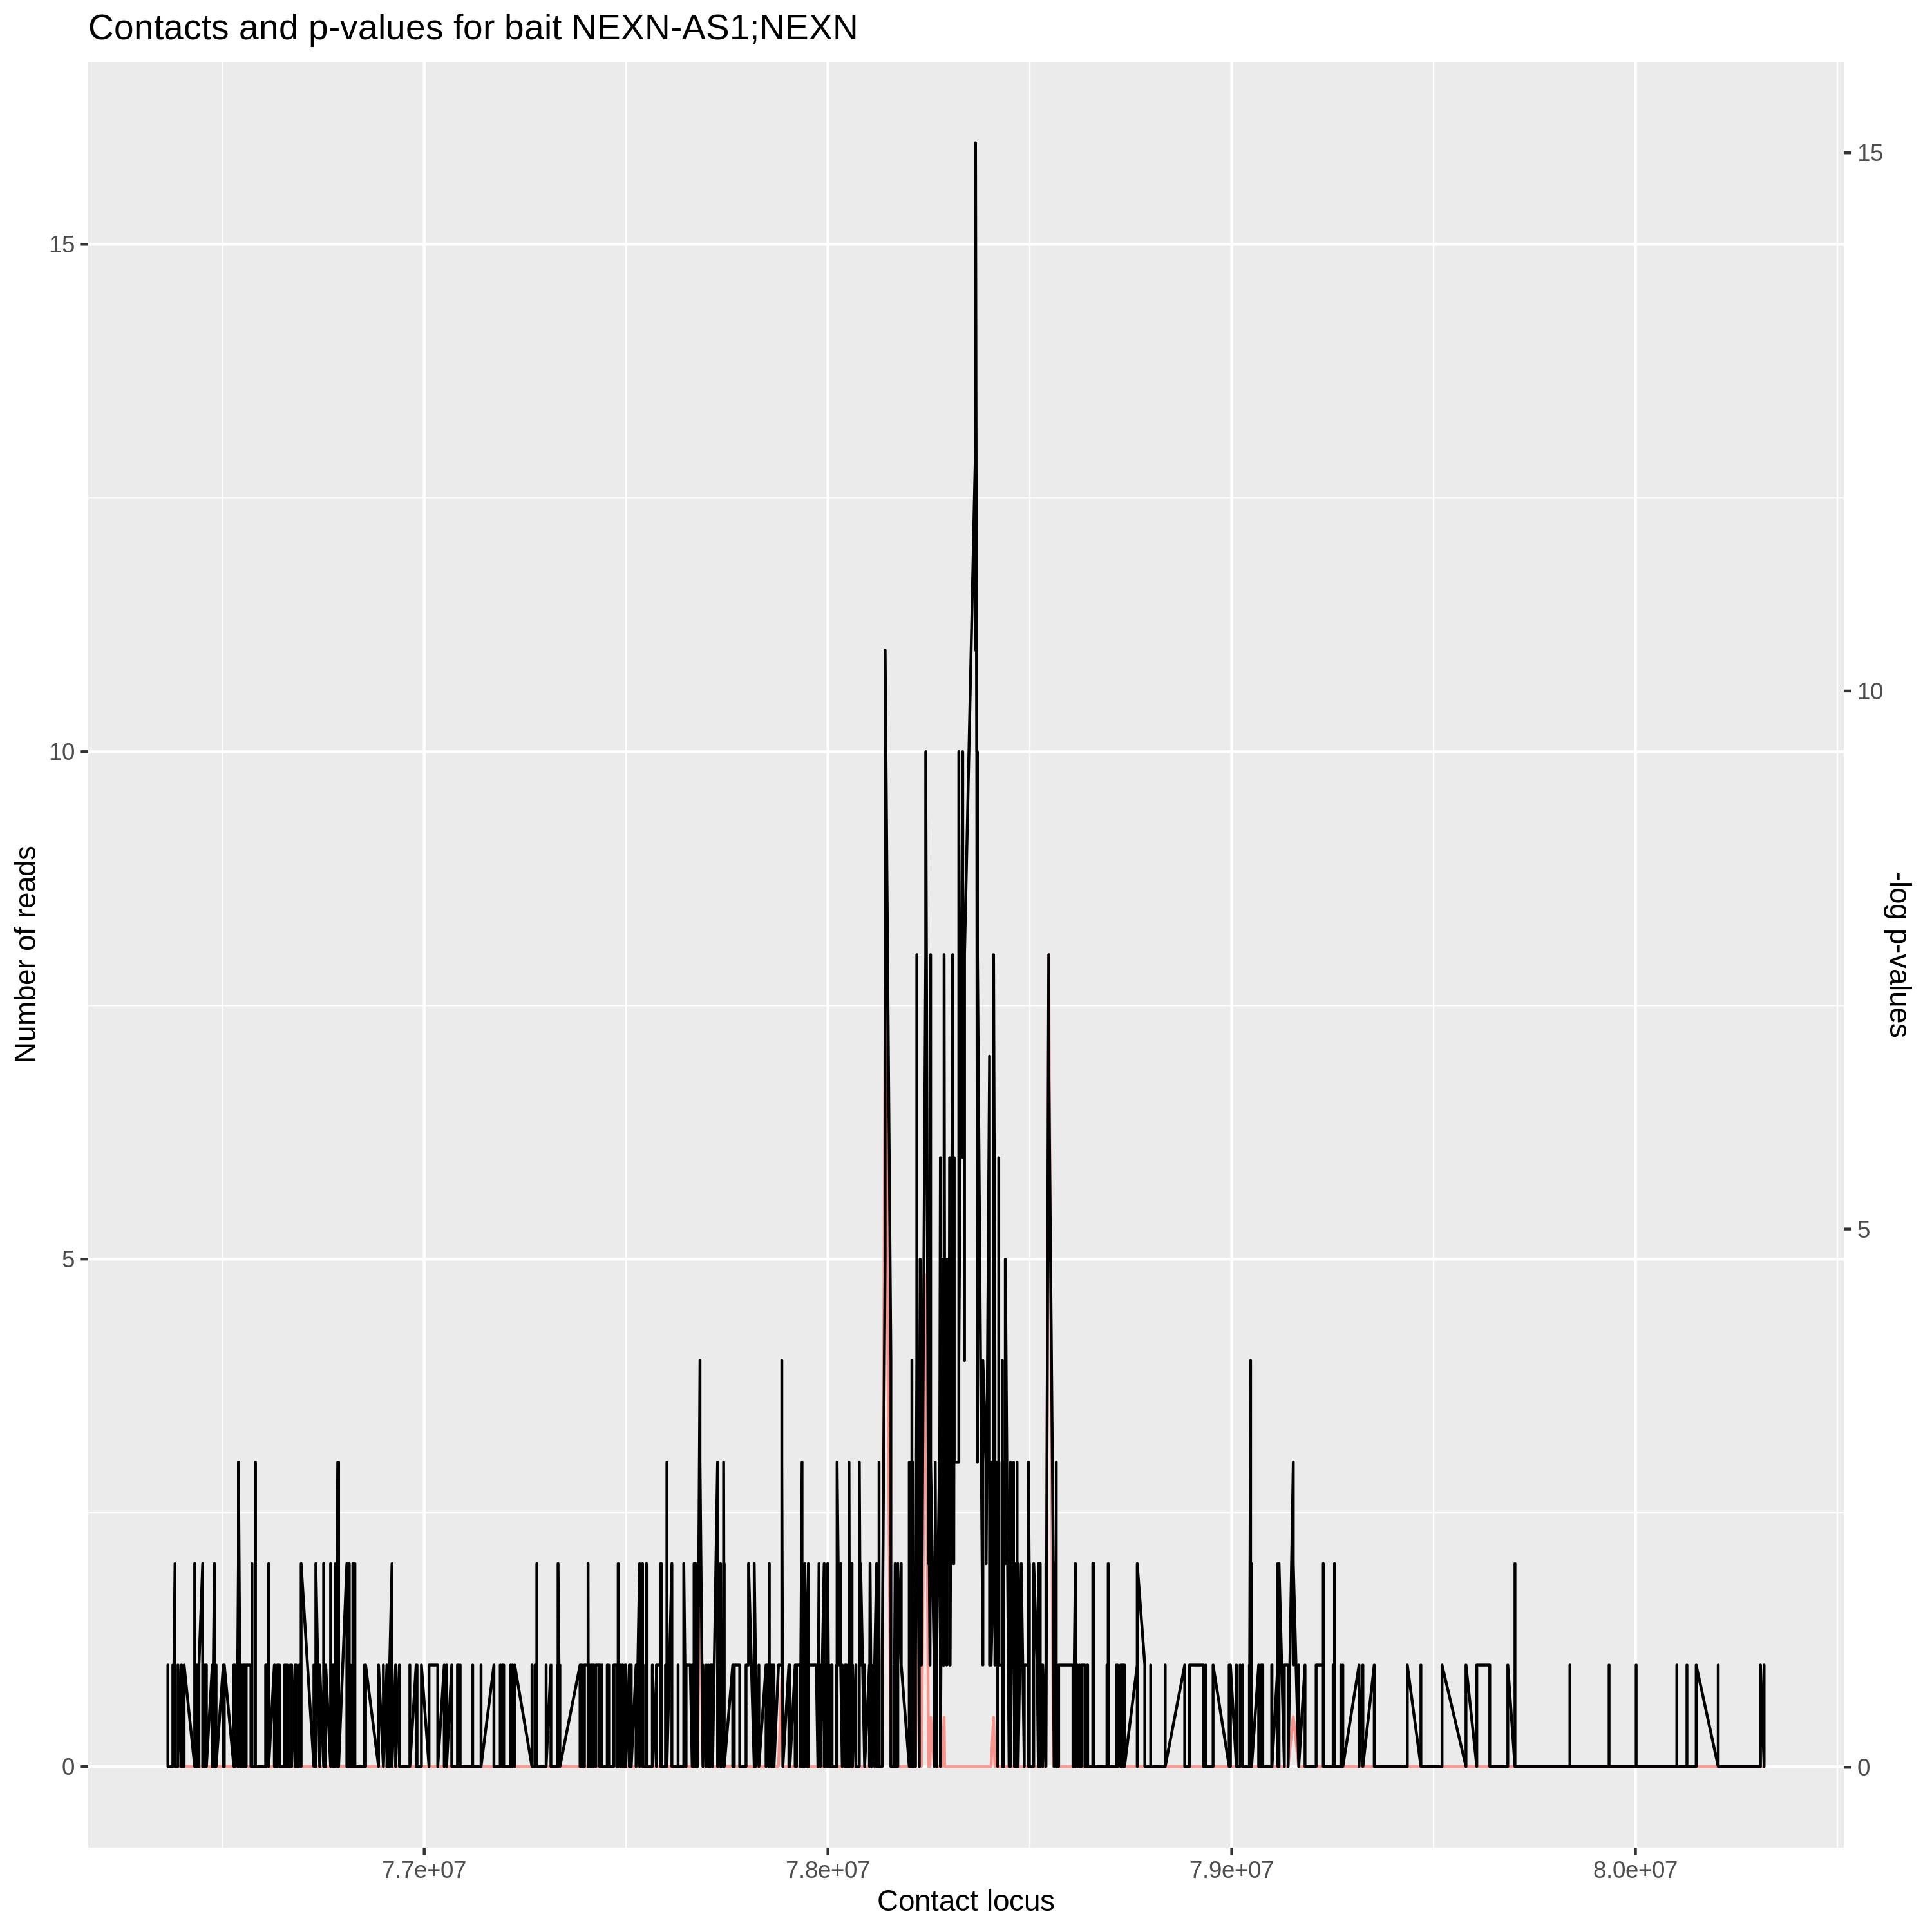 Contacts and p-values for bait NEXN-AS1;NEXN
Number of reads
15
10
5
0
15
10
5
0
-log p-values
7.7e+07 7.8e+07 7.9e+07 8.0e+07
Contact locus